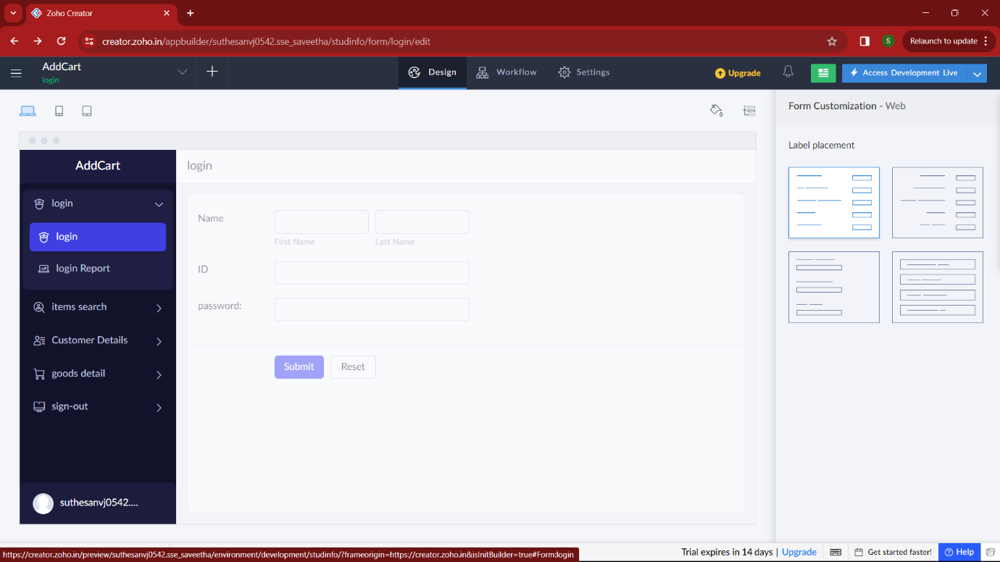 Zoho Creator
creator.zoho.in/appbuilder/suthesanvj0542.sse_saveetha/studinfo/form/login/edit
S
Relaunch to update
AddCart
login
Design
Workflow
Settings
Upgrade
Access Development Live
Form Customization - Web
Label placement
AddCart
login
login
login
login Report
items search
Customer Details
goods detail
sign-out
suthesanvj0542....
Name
First Name
Last Name
ID
password:
Submit
Reset
https://creator.zoho.in/preview/suthesanvj0542.sse_saveetha/environment/development/studinfo/?frameorigin=https://creator.zoho.in&isInitBuilder=true#Form:login
Trial expires in 14 days | Upgrade
Get started faster!
Help